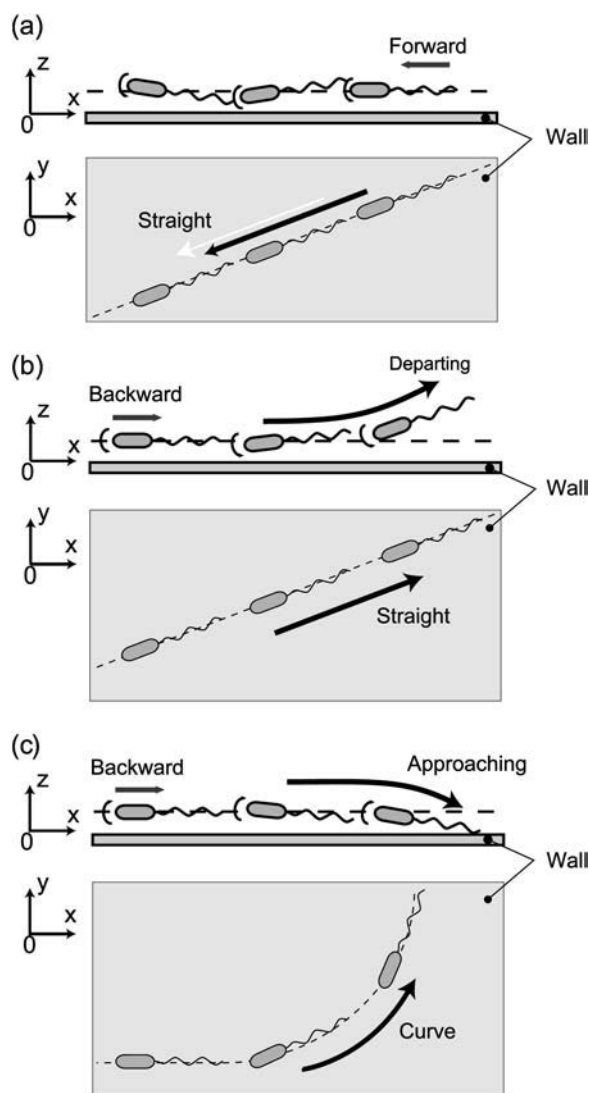 (a)
z
Forward
x
0
Wall
y
x
0
Straight
(b)
Departing
Backward
z
x
0
Wall
y
x
0
Straight
(c)
Approaching
Backward
z
x
0
Wall
y
x
0
Curve